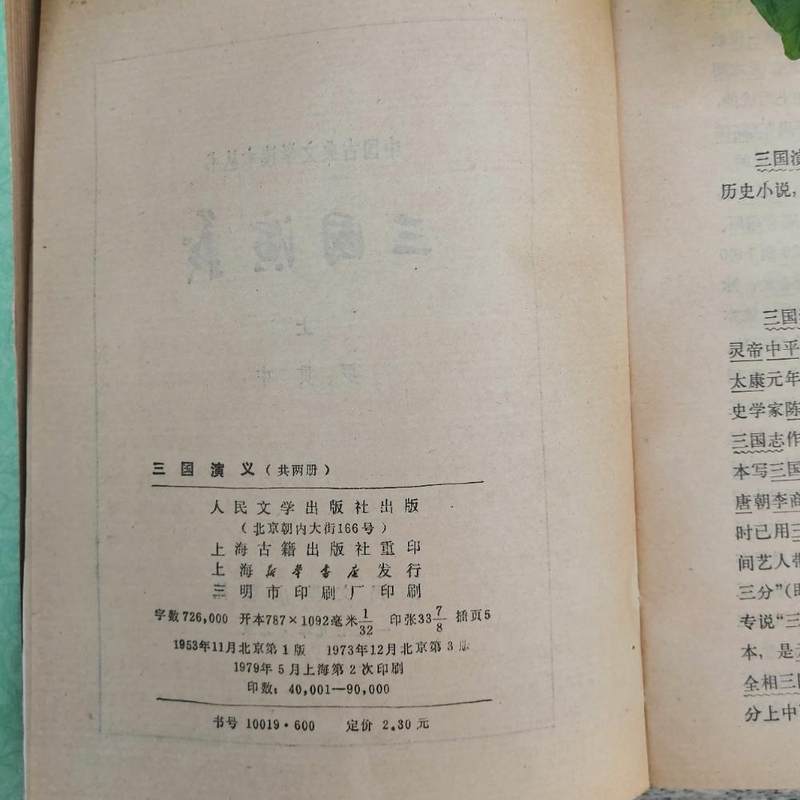 三国演义（共两册）
人民文学出版社出版
（北京朝内大街166号）
上海古籍出版社重印
上海新华书店发行
三明市印刷厂印刷
字数726,000 开本787×1092毫米1/32 印张33 7/8 插页5
1953年11月北京第1版 1973年12月北京第3版
1979年5月上海第2次印刷
印数：40,001—90,000
书号 10019·600 定价 2.30元
三国演
历史小说，
三国
灵帝中平
太康元年
史学家陈
三国志作
本写三国
唐朝李商
时已用三
间艺人带
三分”(
专说“三
本，是
全相三国
分上中